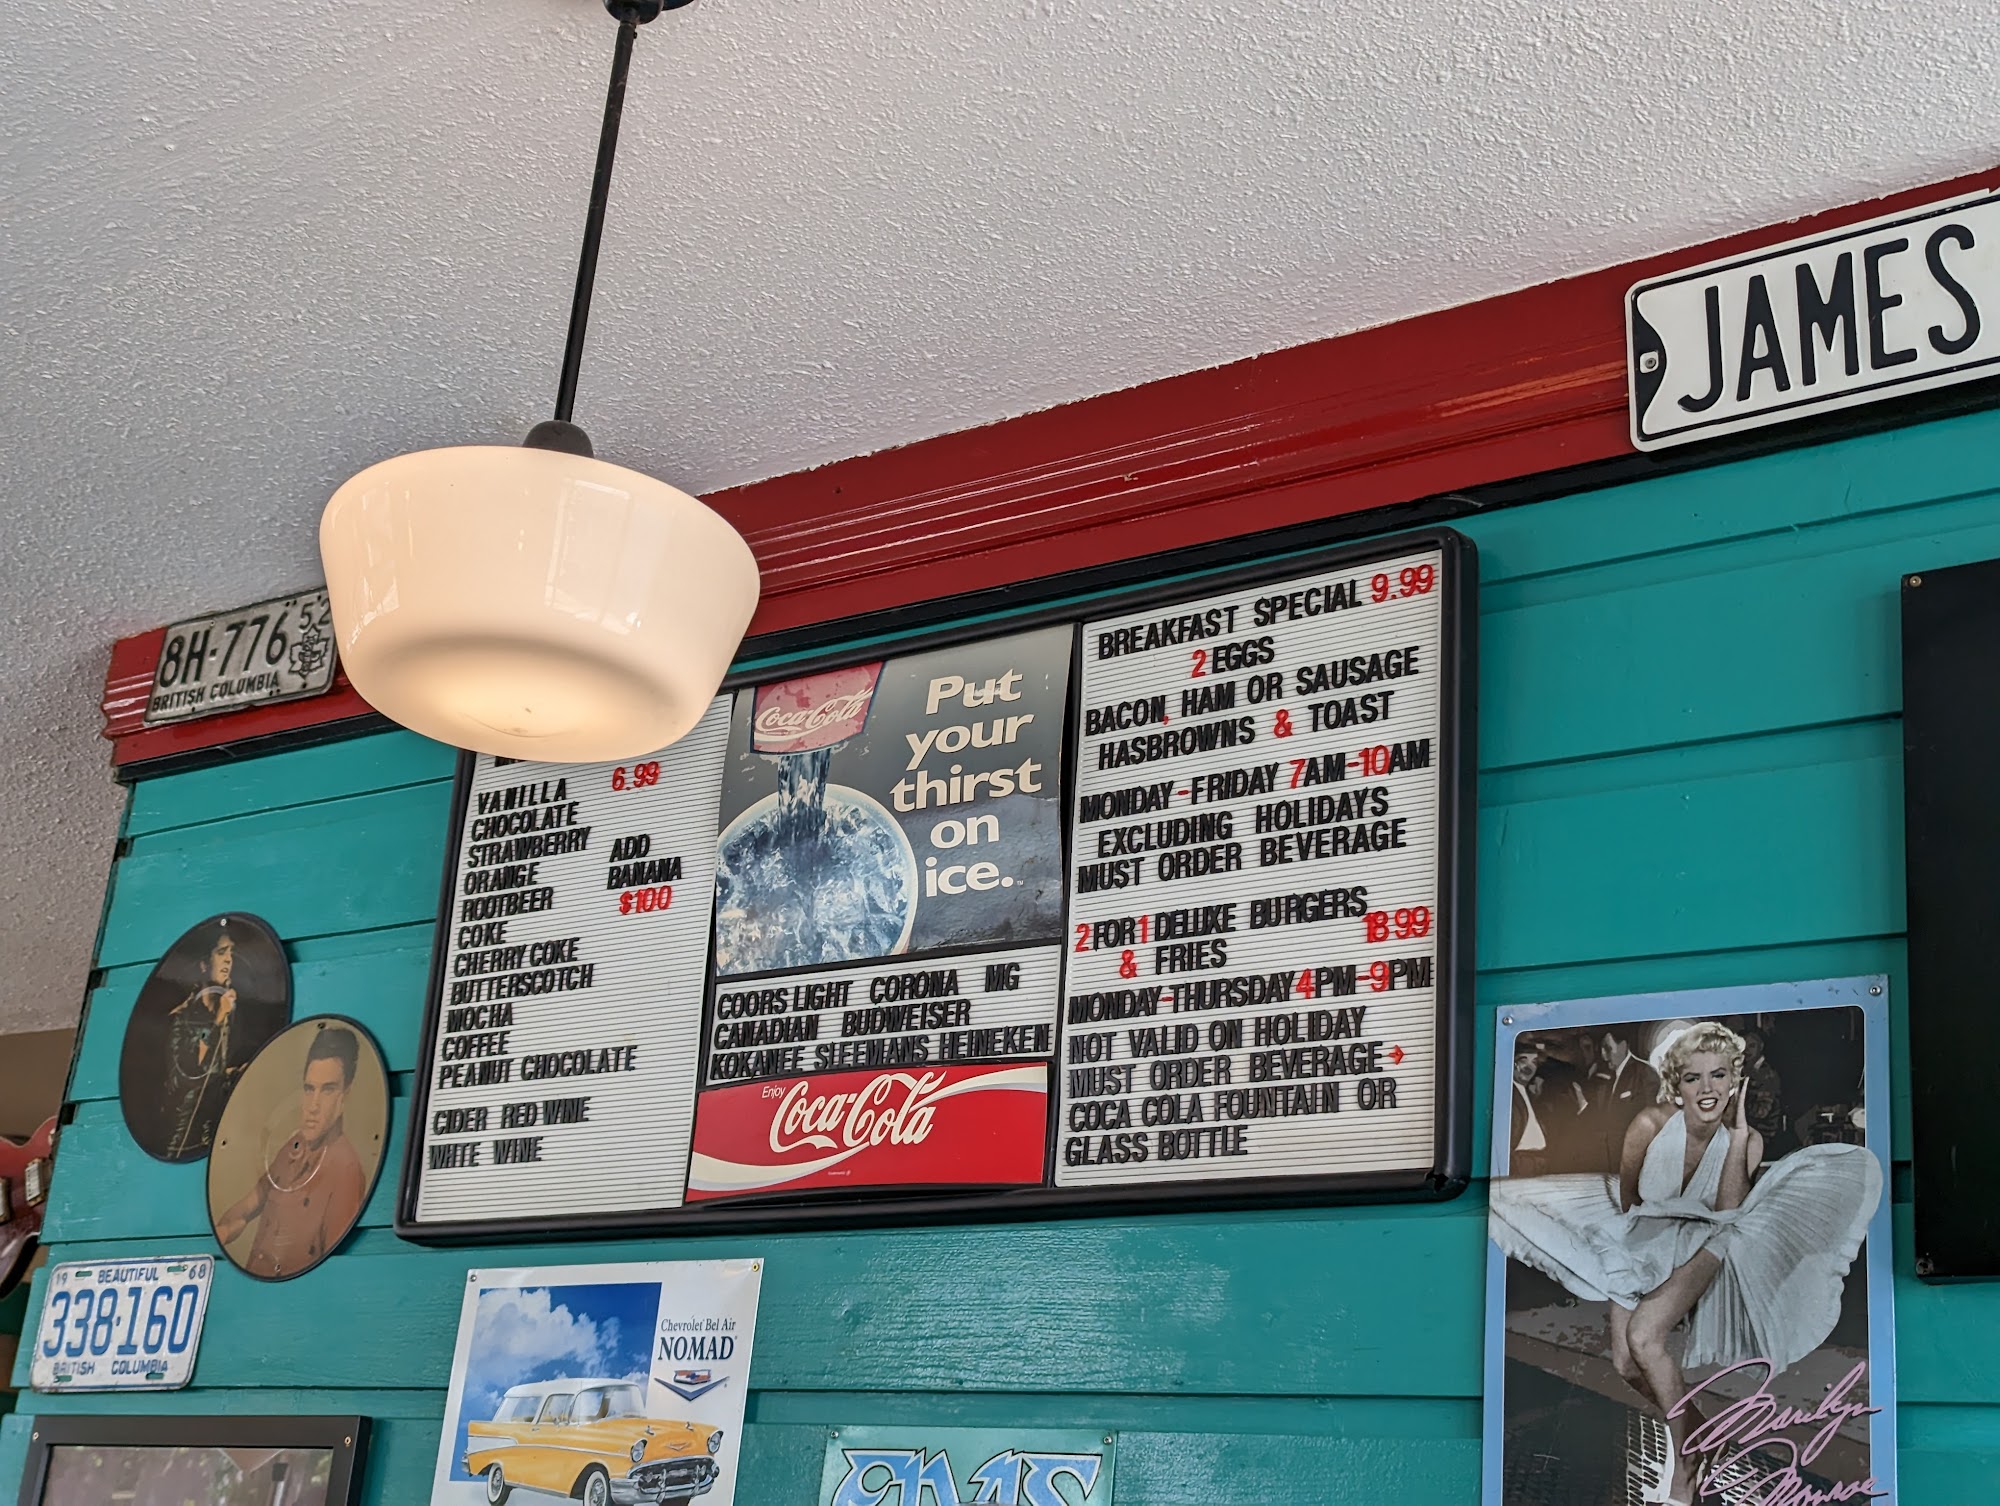 JAMES
8H-776
52
BRITISH COLUMBIA
6.99
VANILLA
CHOCOLATE
STRAWBERRY
ORANGE
ROOTBEER
COKE
CHERRY COKE
BUTTERSCOTCH
MOCHA
COFFEE
PEANUT CHOCOLATE
ADD
BANANA
$100
CIDER RED WINE
WHITE WINE
Coca-Cola
Put
your
thirst
on
ice.
COORS LIGHT CORONA MG
CANADIAN BUDWEISER
KOKANEE SLEEMANS HEINEKEN
Enjoy
Coca-Cola
BREAKFAST SPECIAL 9.99
2 EGGS
BACON, HAM OR SAUSAGE
HASBROWNS & TOAST
MONDAY-FRIDAY 7AM-10AM
EXCLUDING HOLIDAYS
MUST ORDER BEVERAGE
2 FOR 1 DELUXE BURGERS
& FRIES 18.99
MONDAY-THURSDAY 4PM-9PM
NOT VALID ON HOLIDAY
MUST ORDER BEVERAGE→
COCA COLA FOUNTAIN OR
GLASS BOTTLE
19 BEAUTIFUL 68
338-160
BRITISH COLUMBIA
Chevrolet Bel Air
NOMAD
Marilyn
Monroe